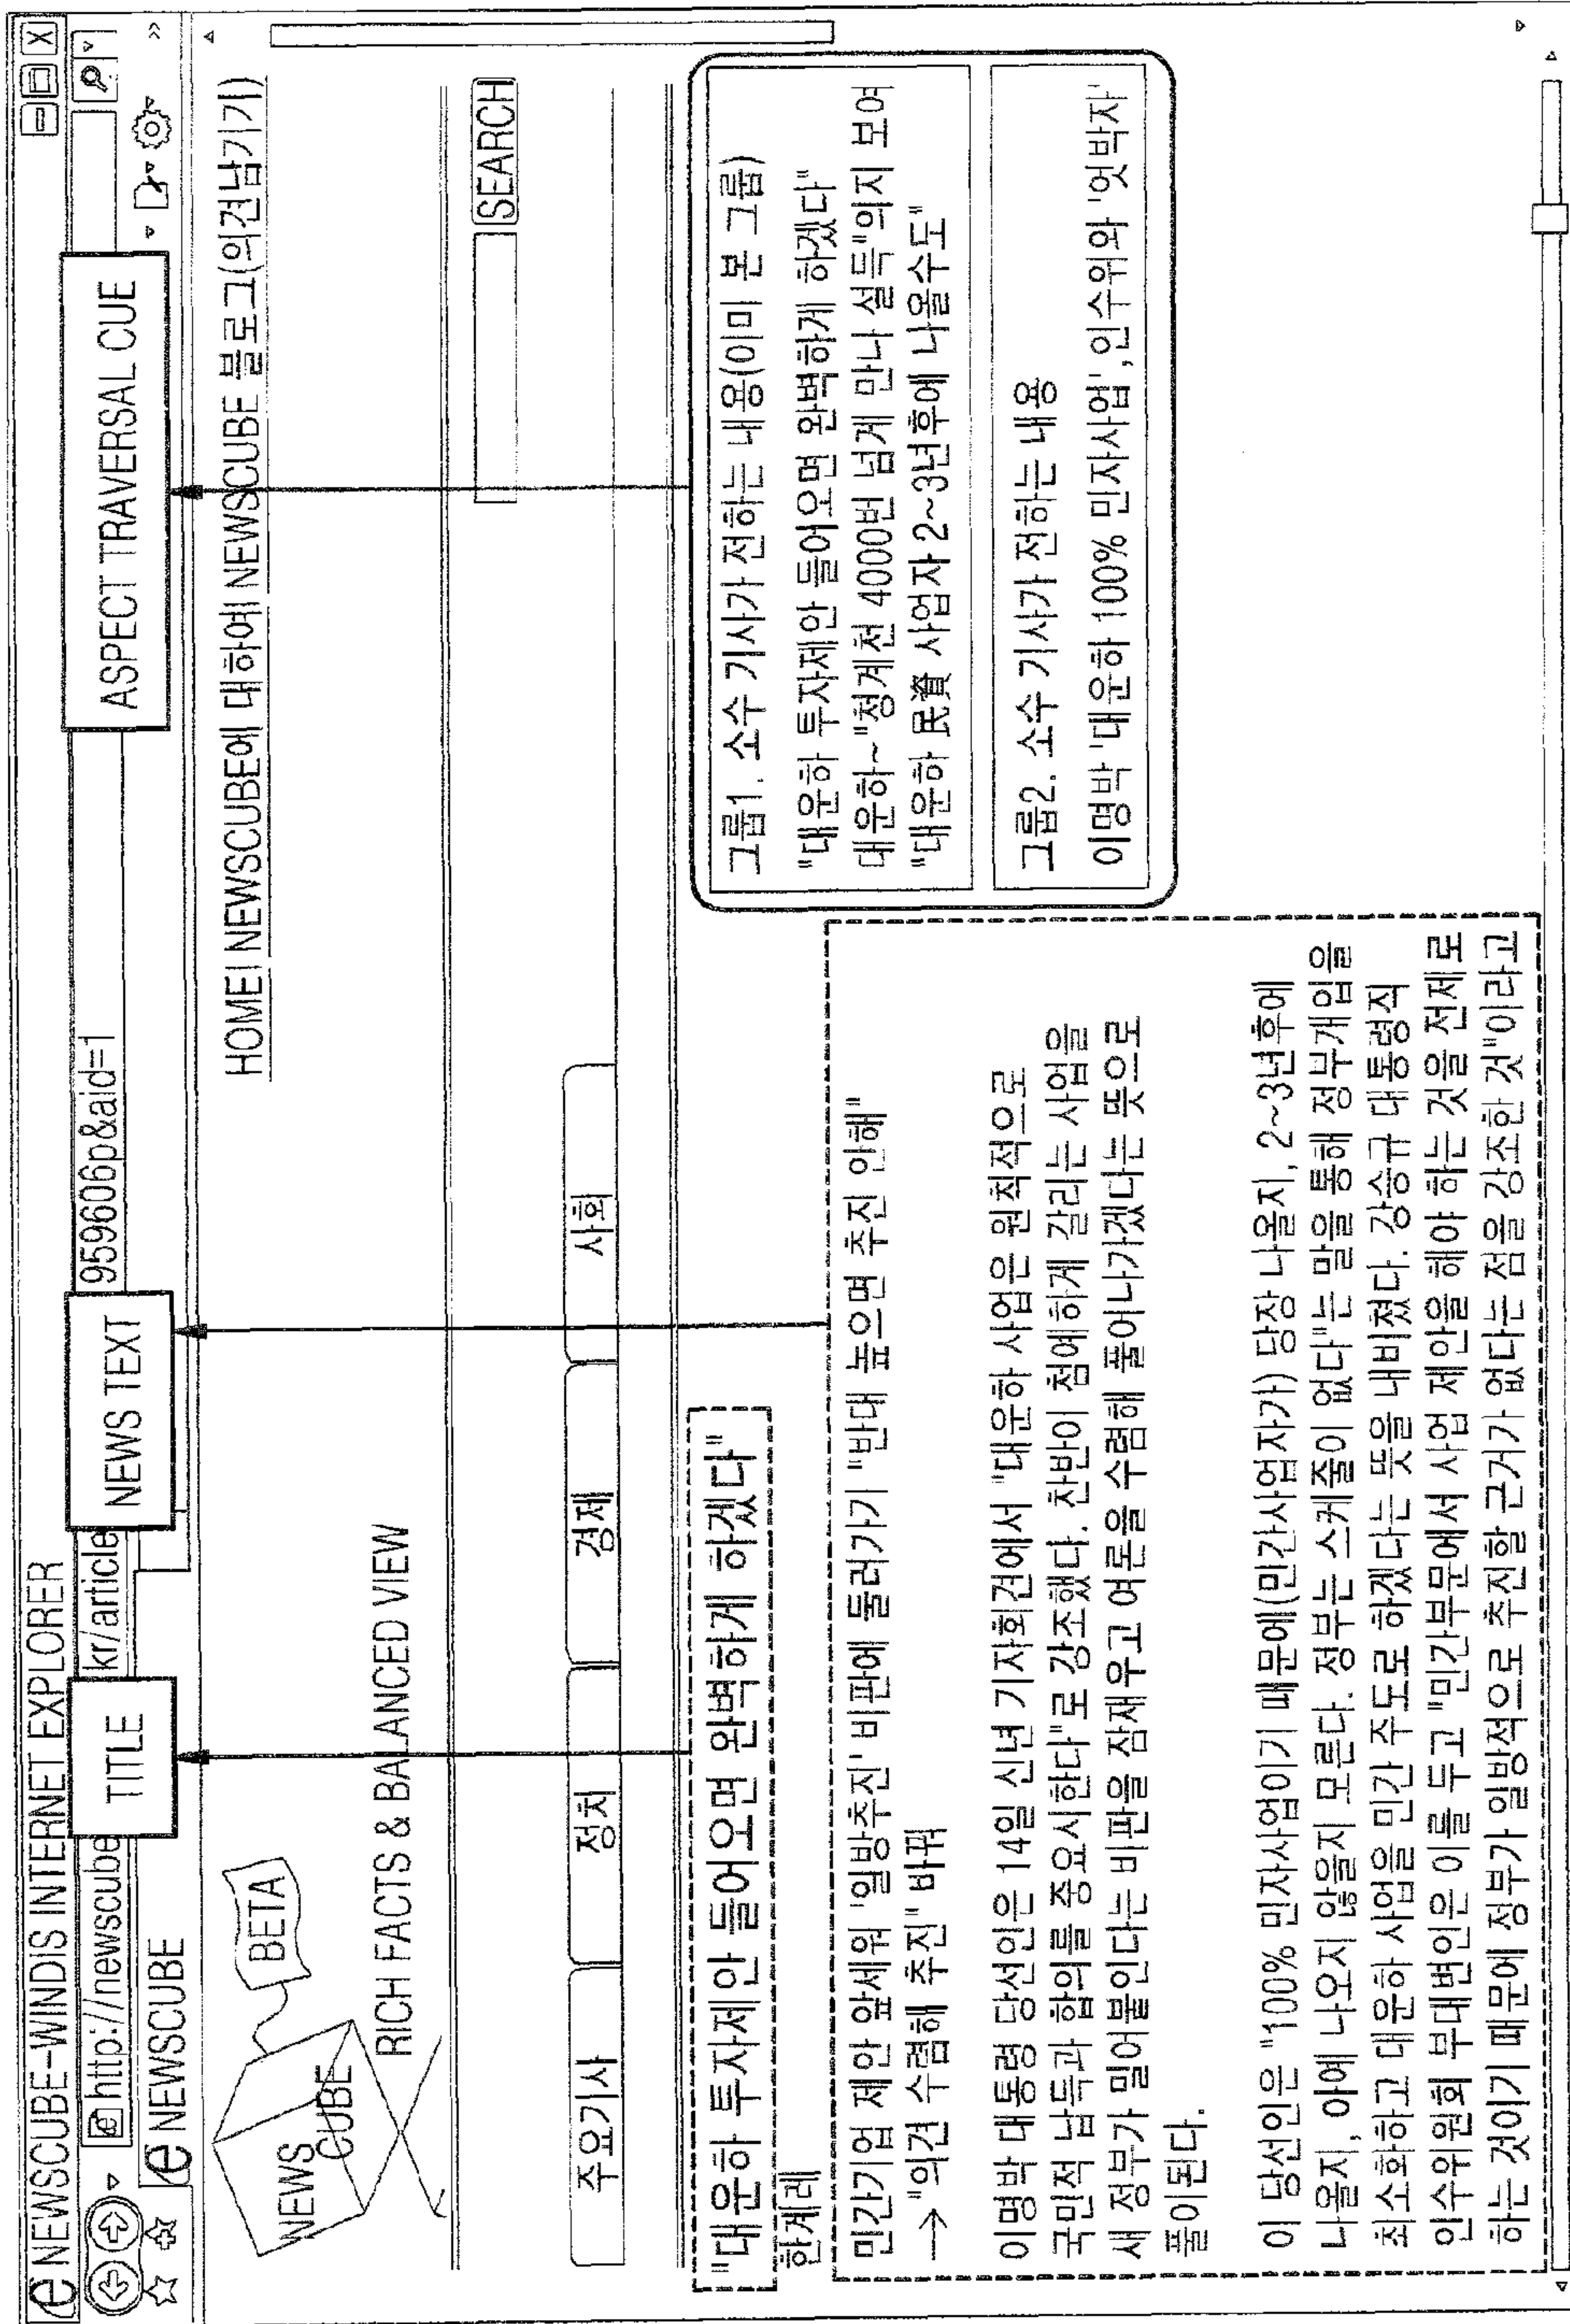 NEWSCUBE-WINDIS INTERNET EXPLORER
http://newscube
TITLE
kr/article
NEWS TEXT
959606p&aid=1
ASPECT TRAVERSAL CUE
NEWSCUBE
HOME| NEWSCUBE에 대하여| NEWSCUBE 블로그(의견남기기)
NEWS
CUBE
BETA
RICH FACTS & BALANCED VIEW
SEARCH
주요기사
정치
경제
사회
"대운하 투자제안 들어오면 완벽하게 하겠다"
한겨레
민간기업 제안 앞세워 '일방추진' 비판에 둘러가기 "반대 높으면 추진 안해"
→"의견 수렴해 추진" 바꿔
이명박 대통령 당선인은 14일 신년 기자회견에서 "대운하 사업은 원칙적으로
국민적 납득과 합의를 중요시한다"로 강조했다. 찬반이 첨예하게 갈리는 사업을
새 정부가 밀어붙인다는 비판을 잠재우고 여론을 수렴해 풀어나가겠다는 뜻으로
풀이된다.
이 당선인은 "100% 민자사업이기 때문에(민간사업자가) 당장 나올지, 2~3년후에
나올지, 아예 나오지 않을지 모른다. 정부는 스케줄이 없다"는 말을 통해 정부개입을
최소화하고 대운하 사업을 민간 주도로 하겠다는 뜻을 내비쳤다. 강승규 대통령직
인수위원회 부대변인은 이를 두고 "민간부문에서 사업 제안을 해야 하는 것을 전제로
하는 것이기 때문에 정부가 일방적으로 추진할 근거가 없다는 점을 강조한 것"이라고
그룹1. 소수 기사가 전하는 내용(이미 본 그룹)
"대운하 투자제안 들어오면 완벽하게 하겠다"
대운하~"청계천 4000번 넘게 만나 설득"의지 보여
"대운하 民資 사업자 2~3년후에 나올수도"
그룹2. 소수 기사가 전하는 내용
이명박 '대운하 100% 민자사업',인수위와 '엇박자'